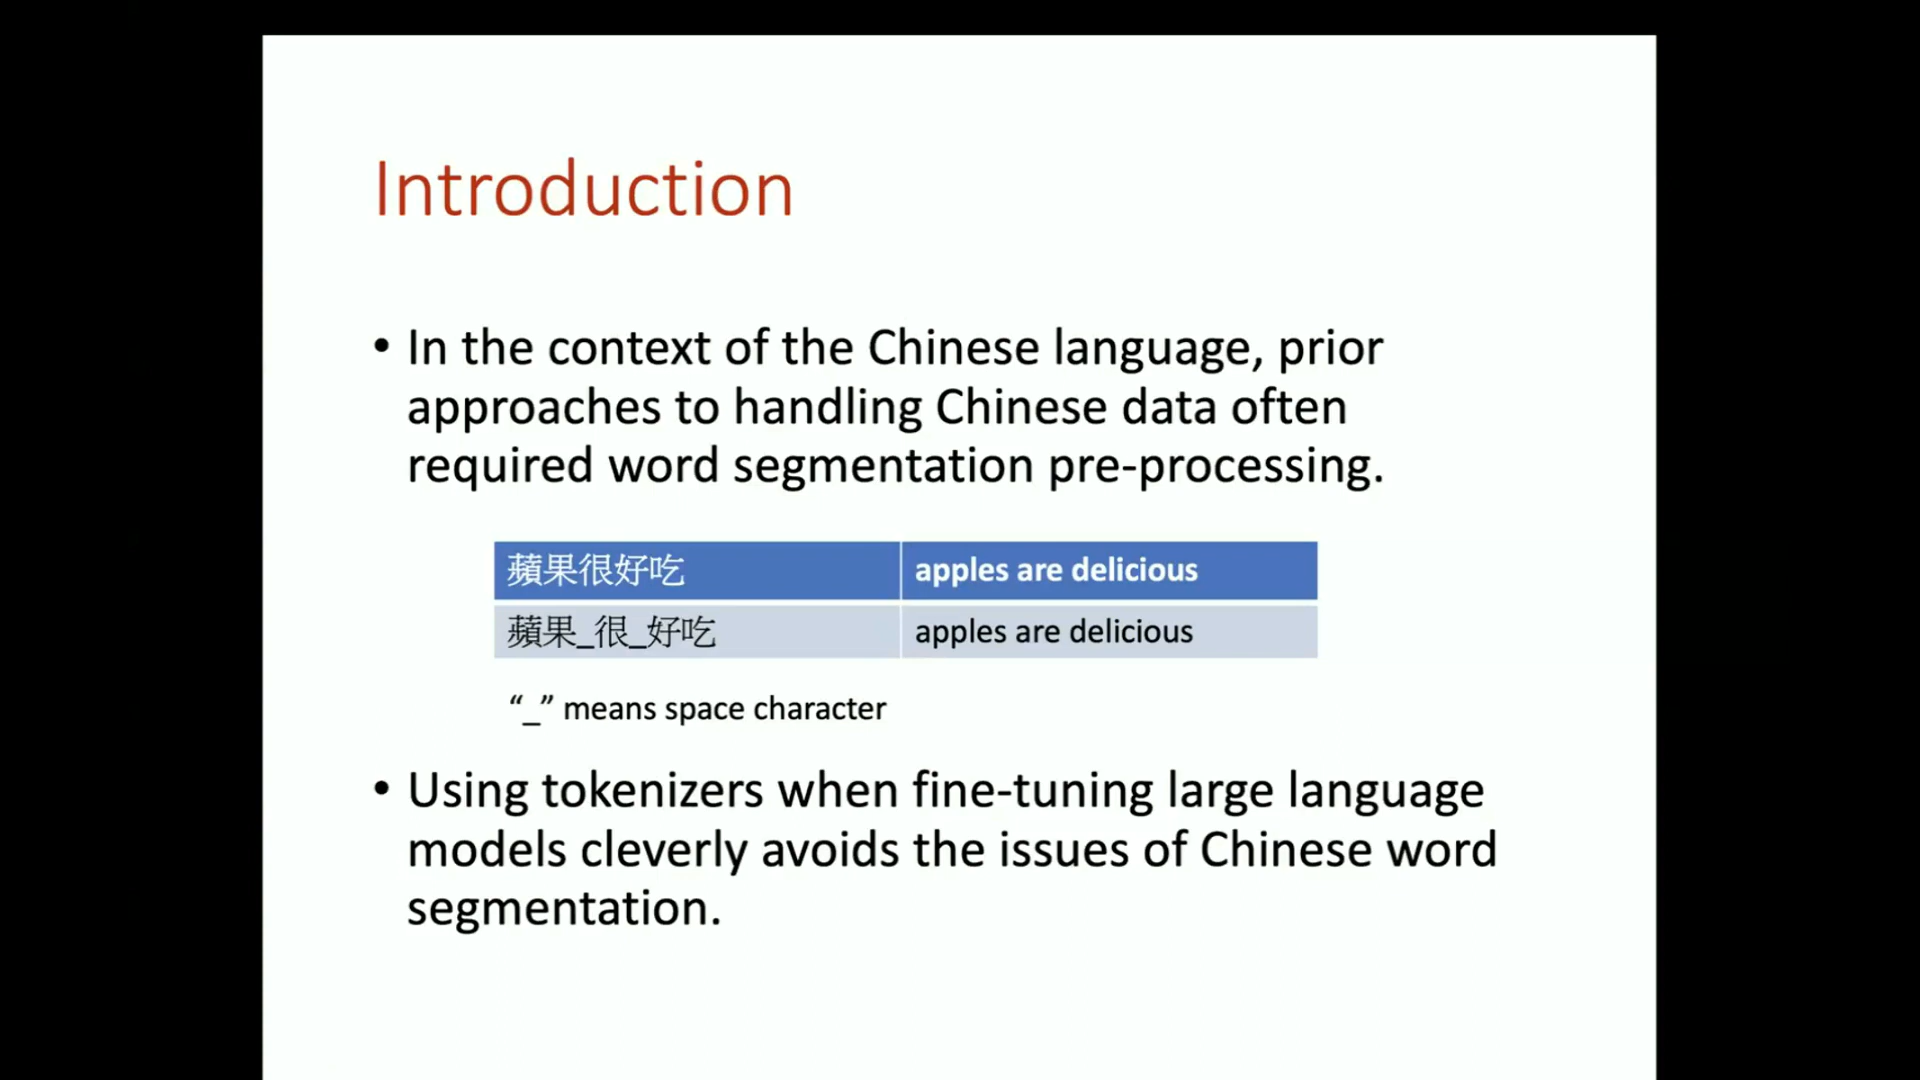 Introduction
• In the context of the Chinese language, prior
approaches to handling Chinese data often
required word segmentation pre-processing.
蘋果很好吃 apples are delicious
蘋果_很_好吃 apples are delicious
“_” means space character
• Using tokenizers when fine-tuning large language
models cleverly avoids the issues of Chinese word
segmentation.